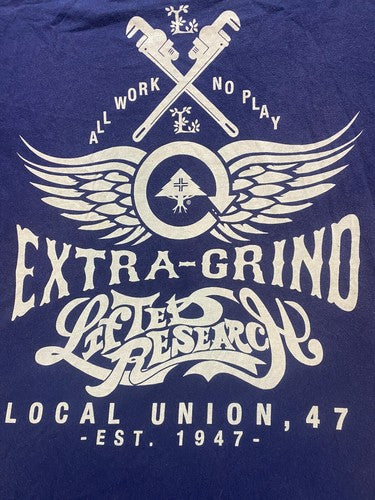 L
ALL WORK NO PLAY
L
EXTRA-GRIND
LIFTED
RESEARCH
LOCAL UNION, 47
-EST. 1947-